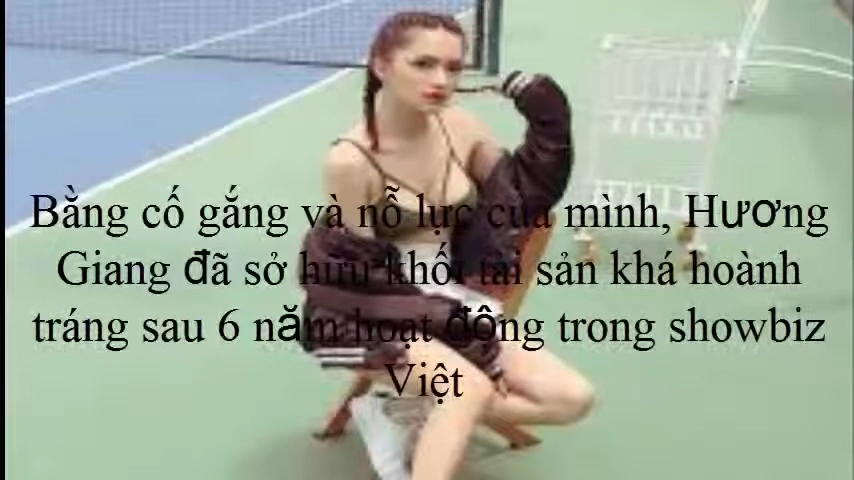 Bằng cố gắng và nỗ lực của mình, Hương
Giang đã sở hữu khối tài sản khá hoành
tráng sau 6 năm hoạt động trong showbiz
Việt